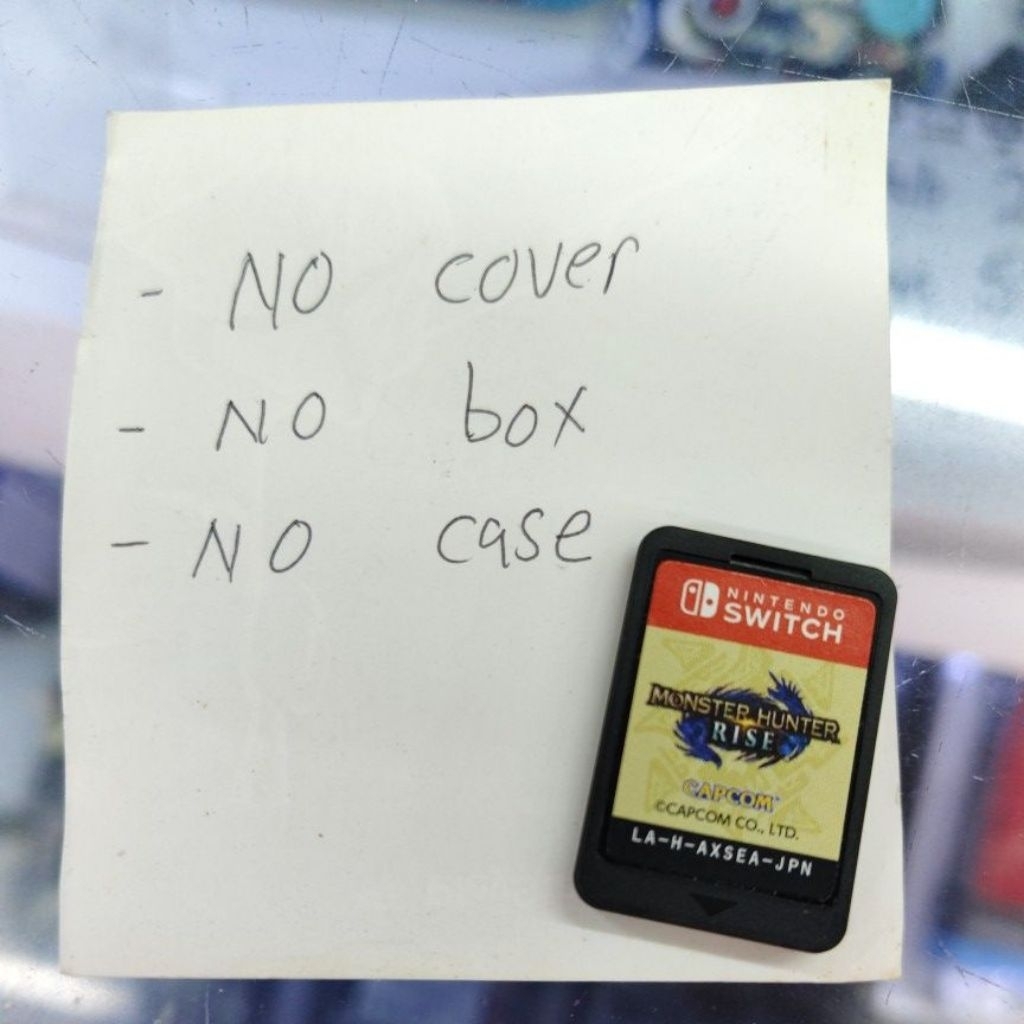 - NO cover
- NO box
- NO case
NINTENDO
SWITCH
MONSTER HUNTER
RISE
CAPCOM
©CAPCOM CO., LTD.
LA-H-AXSEA-JPN